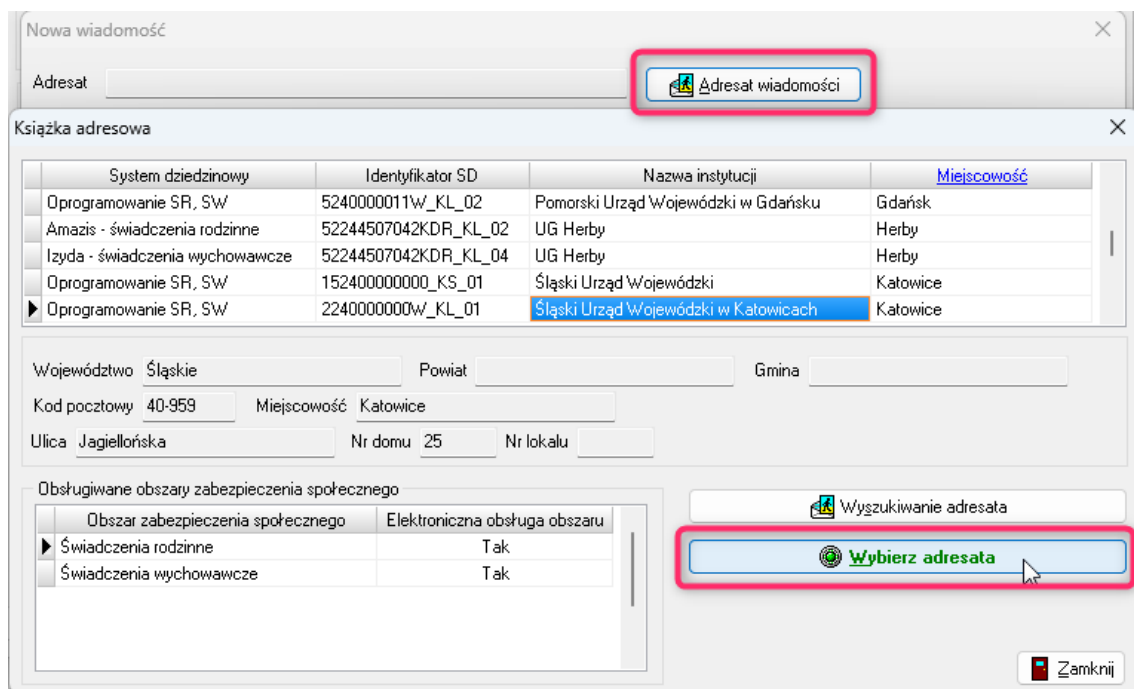 Nowa wiadomość
Adresat Adresat wiadomości
Książka adresowa
System dziedzinowy Identyfikator SD Nazwa instytucji Miejscowość
Oprogramowanie SR, SW 5240000011W_KL_02 Pomorski Urząd Wojewódzki w Gdańsku Gdańsk
Amazis - świadczenia rodzinne 52244507042KDR_KL_02 UG Herby Herby
Izyda - świadczenia wychowawcze 52244507042KDR_KL_04 UG Herby Herby
Oprogramowanie SR, SW 152400000000_KS_01 Śląski Urząd Wojewódzki Katowice
Oprogramowanie SR, SW 2240000000W_KL_01 Śląski Urząd Wojewódzki w Katowicach Katowice
Województwo Śląskie Powiat Gmina
Kod pocztowy 40-959 Miejscowość Katowice
Ulica Jagiellońska Nr domu 25 Nr lokalu
Obsługiwane obszary zabezpieczenia społecznego
Obszar zabezpieczenia społecznego Elektroniczna obsługa obszaru
Świadczenia rodzinne Tak
Świadczenia wychowawcze Tak
Wyszukiwanie adresata
Wybierz adresata
Zamknij